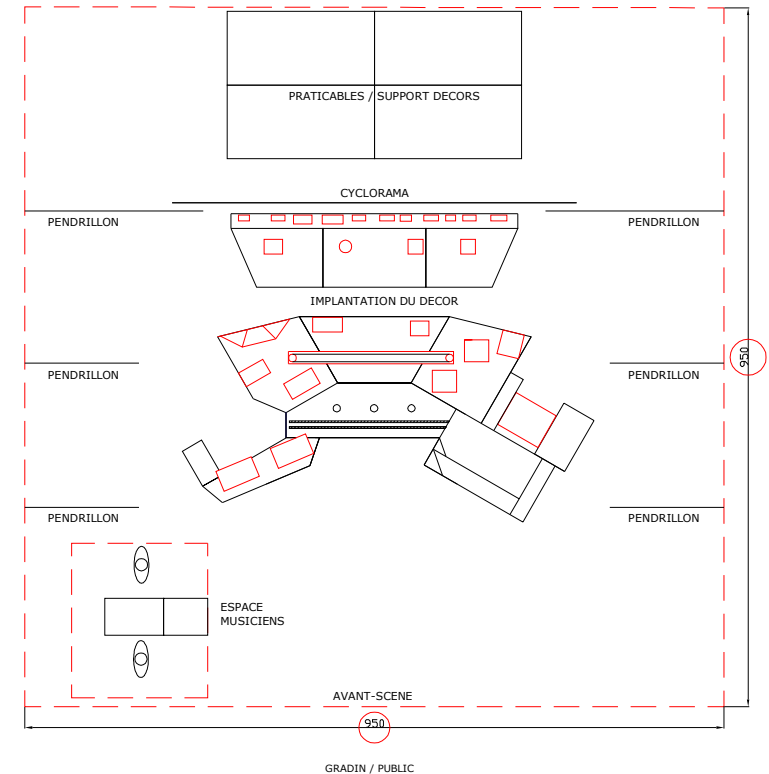 PRATICABLES / SUPPORT DECORS
CYCLORAMA
PENDRILLON
PENDRILLON
IMPLANTATION DU DECOR
950
PENDRILLON
PENDRILLON
PENDRILLON
PENDRILLON
ESPACE
MUSICIENS
AVANT-SCENE
950
GRADIN / PUBLIC